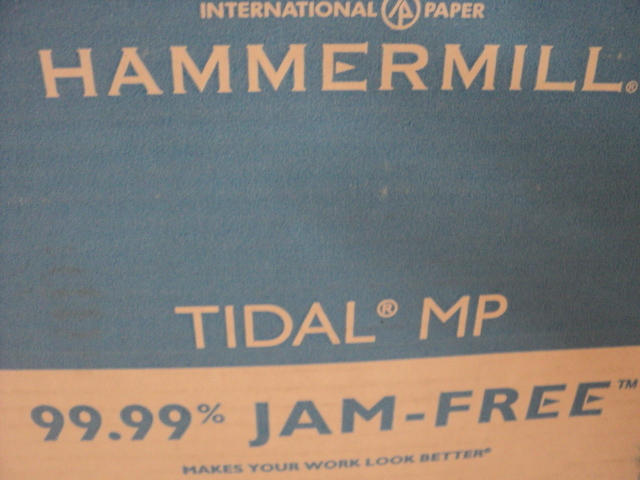 INTERNATIONAL PAPER
HAMMERMILL®
TIDAL® MP
99.99% JAM-FREE™
MAKES YOUR WORK LOOK BETTER®